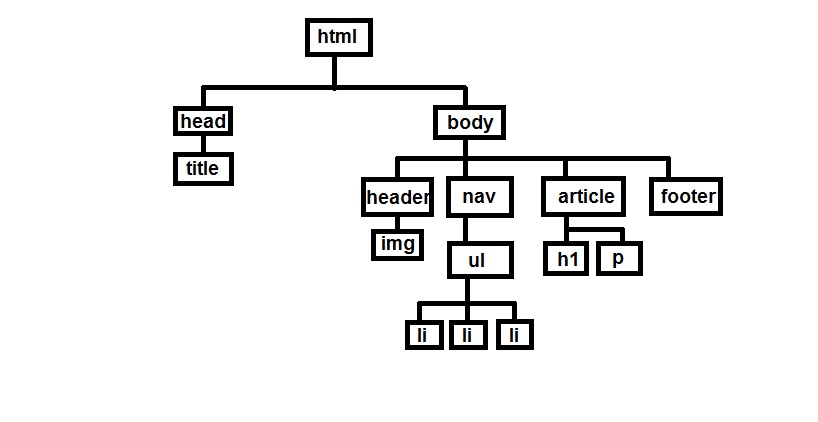 html
head
body
title
header
nav
article
footer
img
ul
h1
p
li
li
li